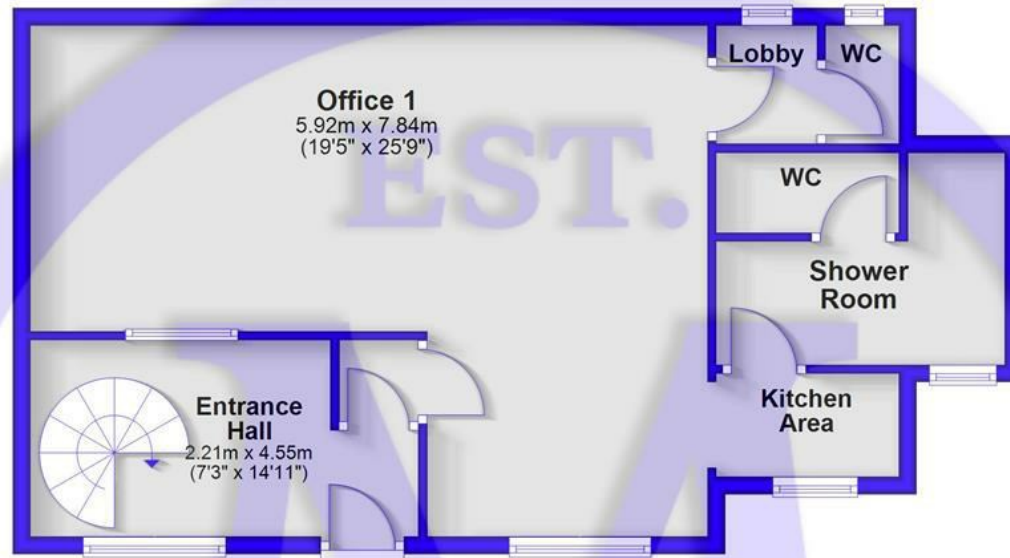 Office 1
5.92m x 7.84m
(19'5" x 25'9")
EST.
Lobby
WC
WC
Shower
Room
Kitchen
Area
Entrance
Hall
2.21m x 4.55m
(7'3" x 14'11")